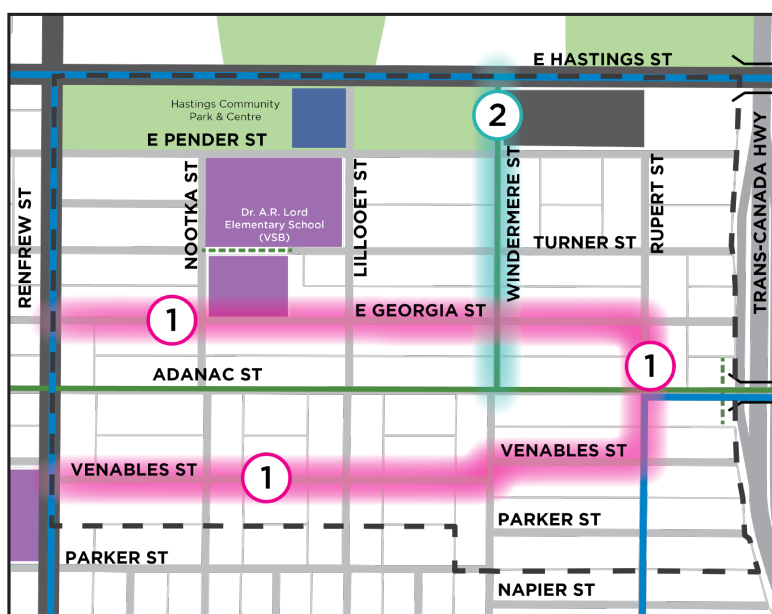 E HASTINGS ST
Hastings Community
Park & Centre
2
E PENDER ST
RENFREW ST
NOOTKA ST
LILLOOET ST
WINDERMERE ST
RUPERT ST
TRANS-CANADA HWY
Dr. A.R. Lord
Elementary School
(VSB)
TURNER ST
1
E GEORGIA ST
1
ADANAC ST
VENABLES ST
1
VENABLES ST
PARKER ST
PARKER ST
NAPIER ST